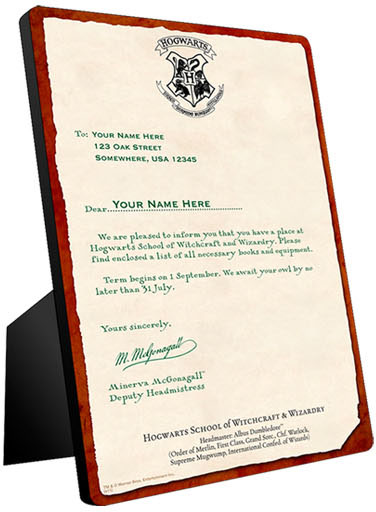 HOGWARTS
To: Your Name Here
123 Oak Street
Somewhere, USA 12345
Dear Your Name Here
We are pleased to inform you that you have a place at
Hogwarts School of Witchcraft and Wizardry. Please
find enclosed a list of all necessary books and equipment.
Term begins on 1 September. We await your owl by no
later than 31 July.
Yours sincerely,
M. McGonagall
Minerva McGonagall
Deputy Headmistress
Hogwarts School of Witchcraft & Wizardry
Headmaster: Albus Dumbledore™
(Order of Merlin, First Class, Grand Sorc., Chf. Warlock,
Supreme Mugwump, International Confed. of Wizards)
TM & © Warner Bros. Entertainment Inc.